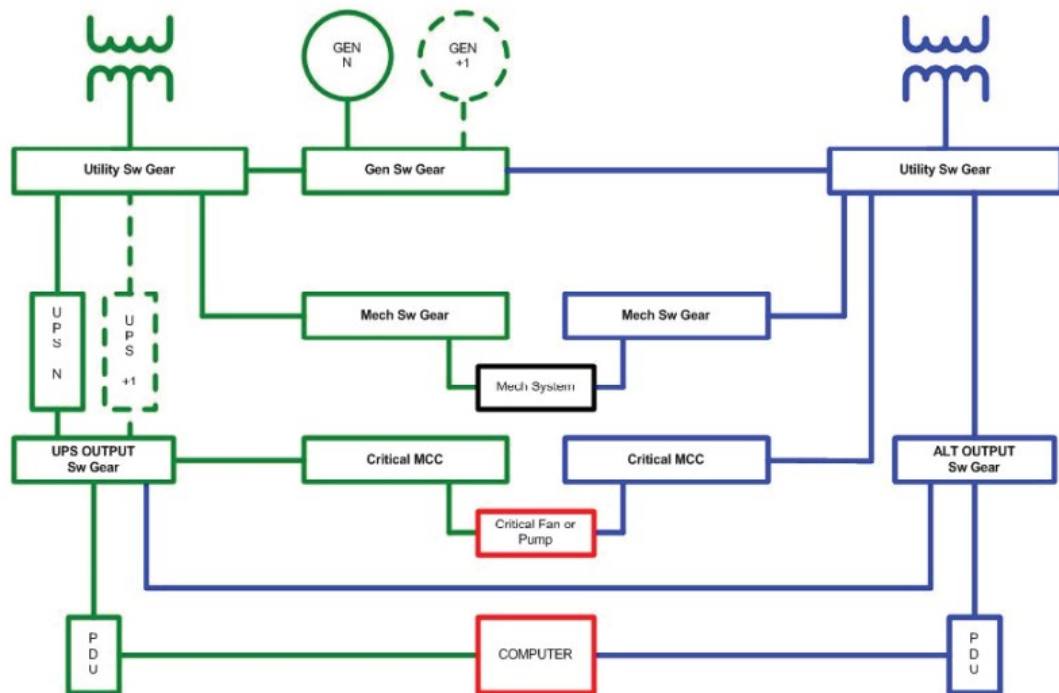 GEN
N
GEN
+1
Utility Sw Gear
Gen Sw Gear
Utility Sw Gear
U
P
S
N
U
P
S
+1
Mech Sw Gear
Mech Sw Gear
Mech System
UPS OUTPUT
Sw Gear
Critical MCC
Critical MCC
ALT OUTPUT
Sw Gear
Critical Fan or
Pump
P
D
U
COMPUTER
P
D
U